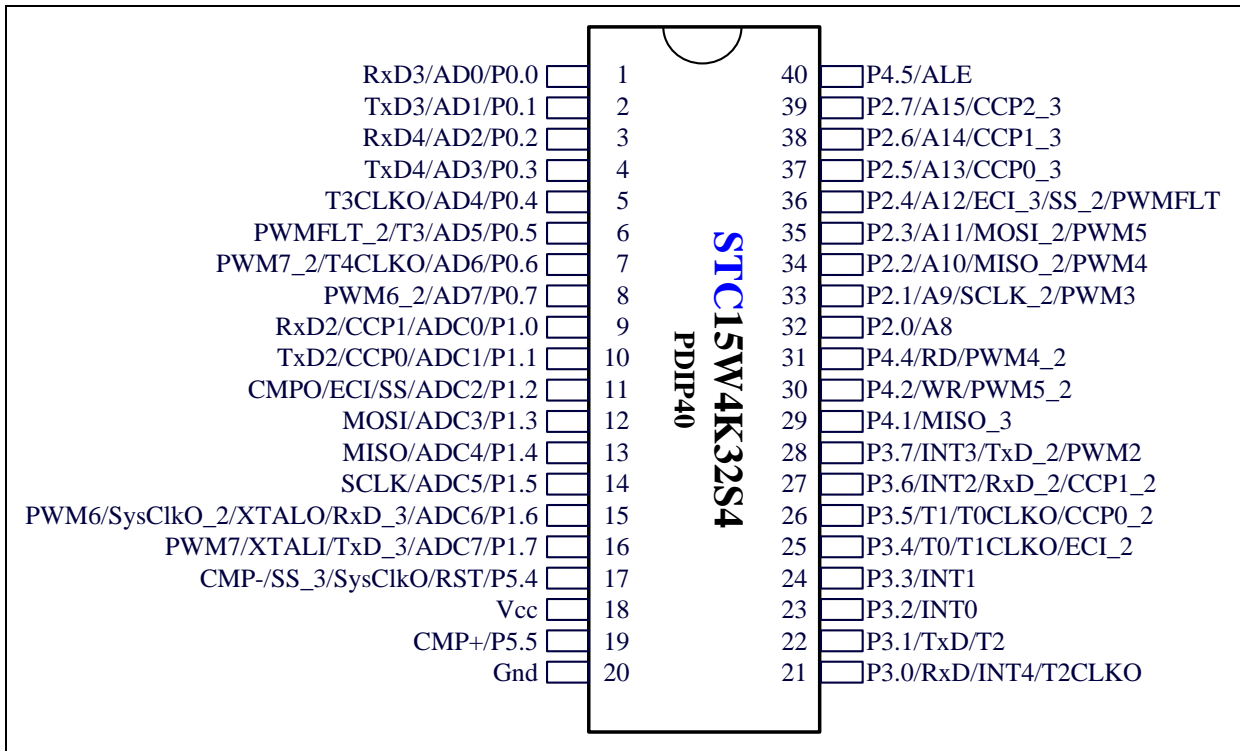 RxD3/AD0/P0.0 1 40 P4.5/ALE
TxD3/AD1/P0.1 2 39 P2.7/A15/CCP2_3
RxD4/AD2/P0.2 3 38 P2.6/A14/CCP1_3
TxD4/AD3/P0.3 4 37 P2.5/A13/CCP0_3
T3CLKO/AD4/P0.4 5 36 P2.4/A12/ECI_3/SS_2/PWMFLT
PWMFLT_2/T3/AD5/P0.5 6 35 P2.3/A11/MOSI_2/PWM5
PWM7_2/T4CLKO/AD6/P0.6 7 34 P2.2/A10/MISO_2/PWM4
PWM6_2/AD7/P0.7 8 33 P2.1/A9/SCLK_2/PWM3
RxD2/CCP1/ADC0/P1.0 9 32 P2.0/A8
TxD2/CCP0/ADC1/P1.1 10 31 P4.4/RD/PWM4_2
CMPO/ECI/SS/ADC2/P1.2 11 30 P4.2/WR/PWM5_2
MOSI/ADC3/P1.3 12 29 P4.1/MISO_3
MISO/ADC4/P1.4 13 28 P3.7/INT3/TxD_2/PWM2
SCLK/ADC5/P1.5 14 27 P3.6/INT2/RxD_2/CCP1_2
PWM6/SysClkO_2/XTALO/RxD_3/ADC6/P1.6 15 26 P3.5/T1/T0CLKO/CCP0_2
PWM7/XTALI/TxD_3/ADC7/P1.7 16 25 P3.4/T0/T1CLKO/ECI_2
CMP-/SS_3/SysClkO/RST/P5.4 17 24 P3.3/INT1
Vcc 18 23 P3.2/INT0
CMP+/P5.5 19 22 P3.1/TxD/T2
Gnd 20 21 P3.0/RxD/INT4/T2CLKO
STC15W4K32S4
PDIP40